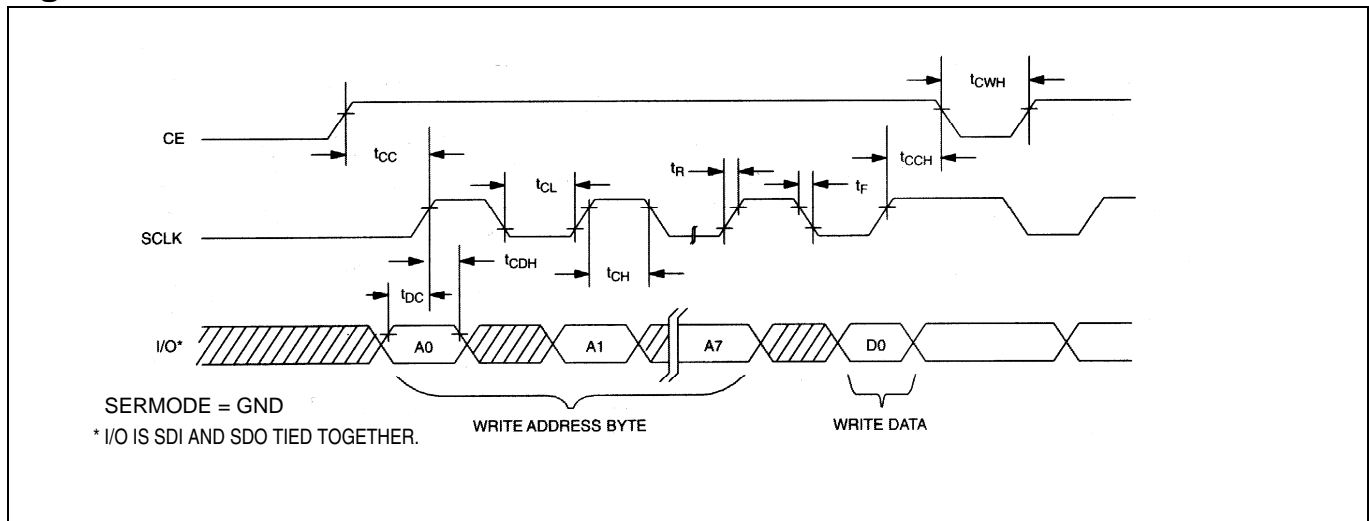 tCWH
CE
tCC
tCCH
tR
tF
tCL
SCLK
tCDH
tCH
tDC
I/O*
A0
A1
A7
D0
SERMODE = GND
WRITE ADDRESS BYTE
WRITE DATA
* I/O IS SDI AND SDO TIED TOGETHER.